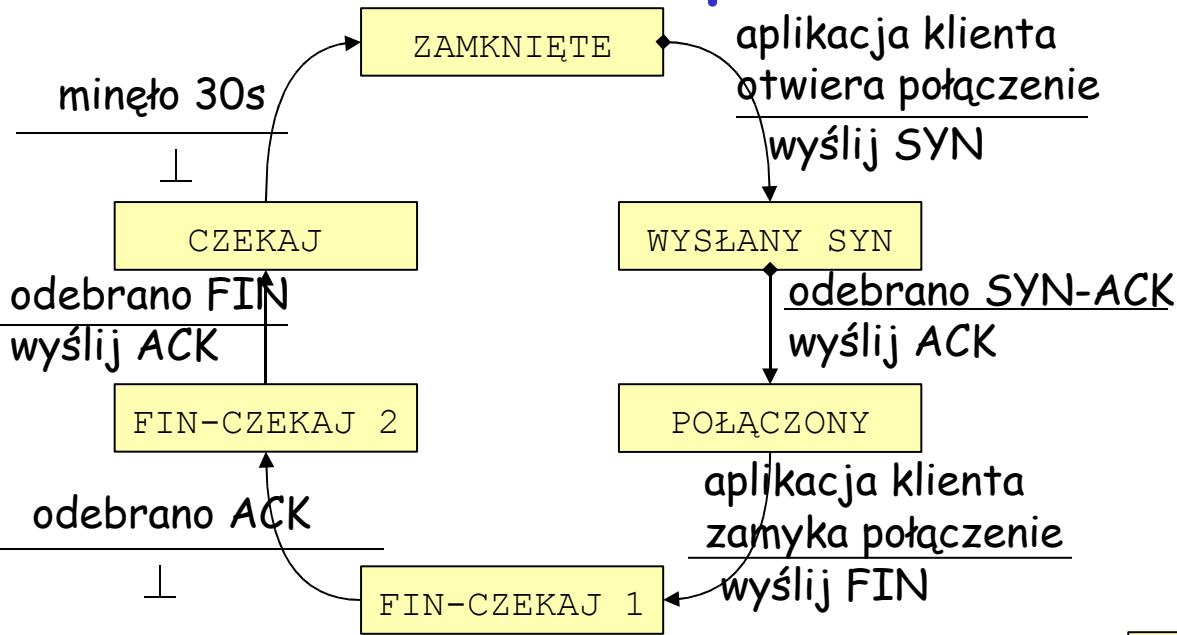 ZAMKNIĘTE
aplikacja klienta
otwiera połączenie
wyślij SYN
WYSŁANY SYN
odebrano SYN-ACK
wyślij ACK
POŁĄCZONY
aplikacja klienta
zamyka połączenie
wyślij FIN
FIN-CZEKAJ 1
odebrano ACK
⊥
FIN-CZEKAJ 2
odebrano FIN
wyślij ACK
CZEKAJ
minęło 30s
⊥